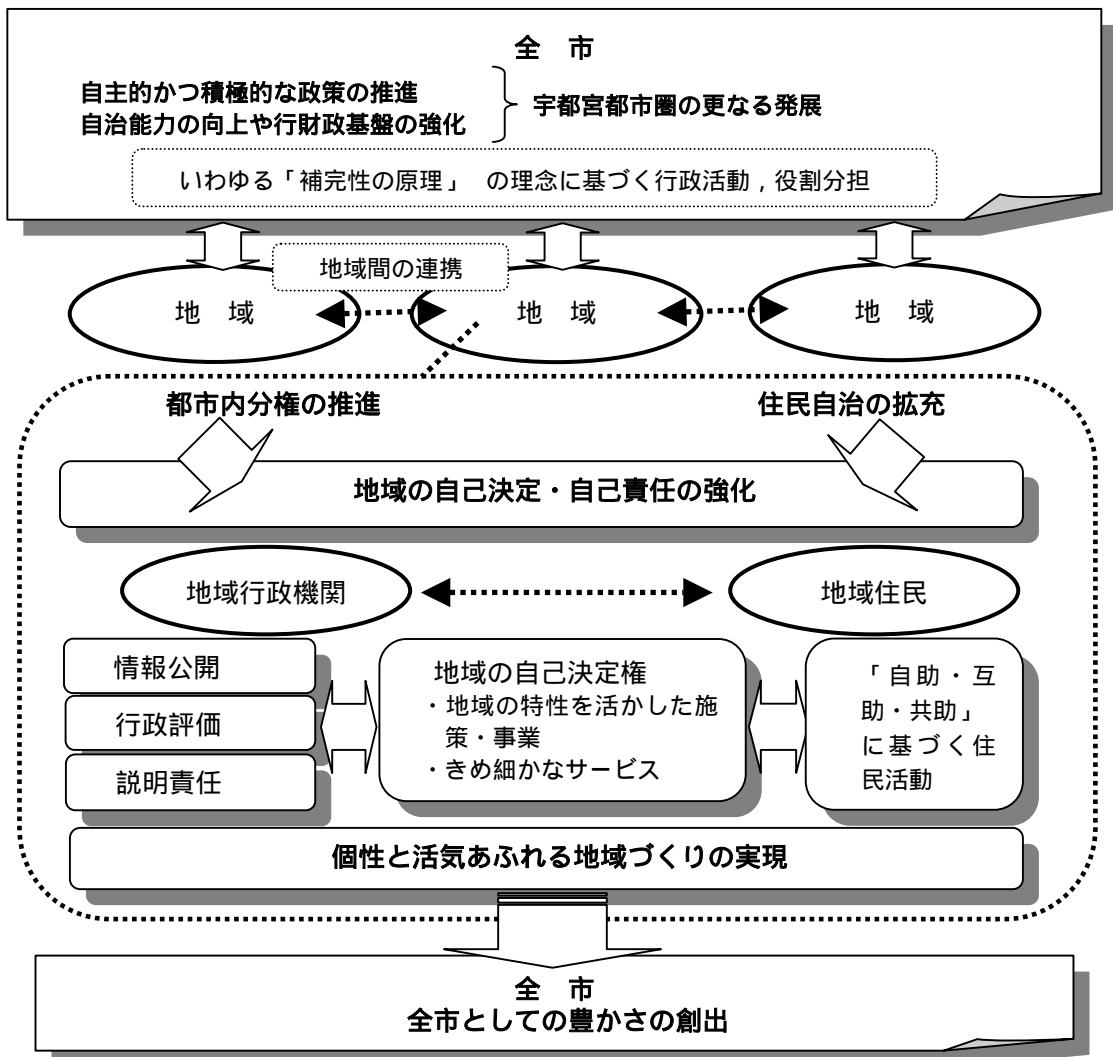 全　市
自主的かつ積極的な政策の推進
自治能力の向上や行財政基盤の強化
宇都宮都市圏の更なる発展
いわゆる「補完性の原理」　の理念に基づく行政活動，役割分担
地域間の連携
地　域
地　域
地　域
都市内分権の推進
住民自治の拡充
地域の自己決定・自己責任の強化
地域行政機関
地域住民
情報公開
行政評価
説明責任
地域の自己決定権
・地域の特性を活かした施
策・事業
・きめ細かなサービス
「自助・互
助・共助」
に基づく住
民活動
個性と活気あふれる地域づくりの実現
全　市
全市としての豊かさの創出